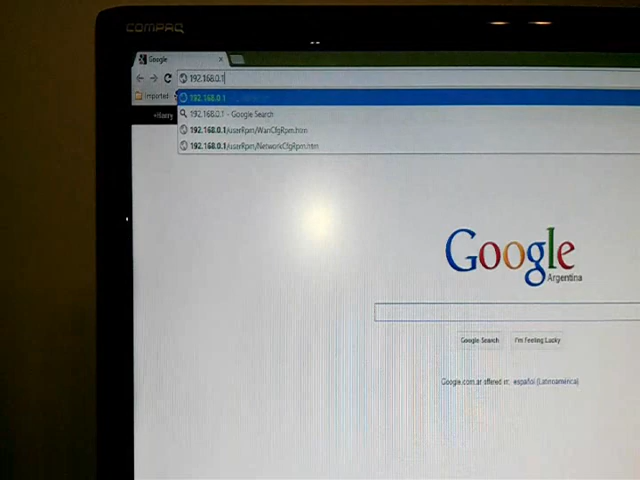 COMPAQ
Google
192.168.0.1
Imported
192.168.0.1
+Harry
192.168.0.1 - Google Search
192.168.0.1/userRpm/WanCfgRpm.htm
192.168.0.1/userRpm/NetworkCfgRpm.htm
Google
Argentina
Google Search
I'm Feeling Lucky
Google.com.ar offered in: español (Latinoamérica)